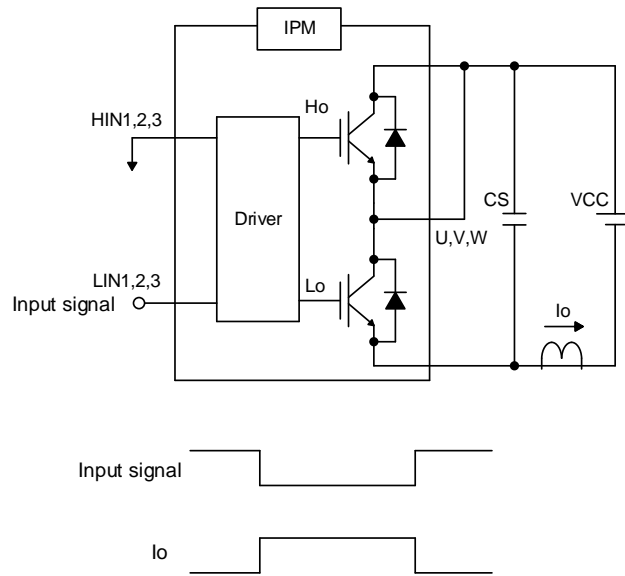 IPM
Ho
HIN1,2,3
Driver
CS
VCC
U,V,W
LIN1,2,3
Lo
Input signal
Io
Input signal
Io